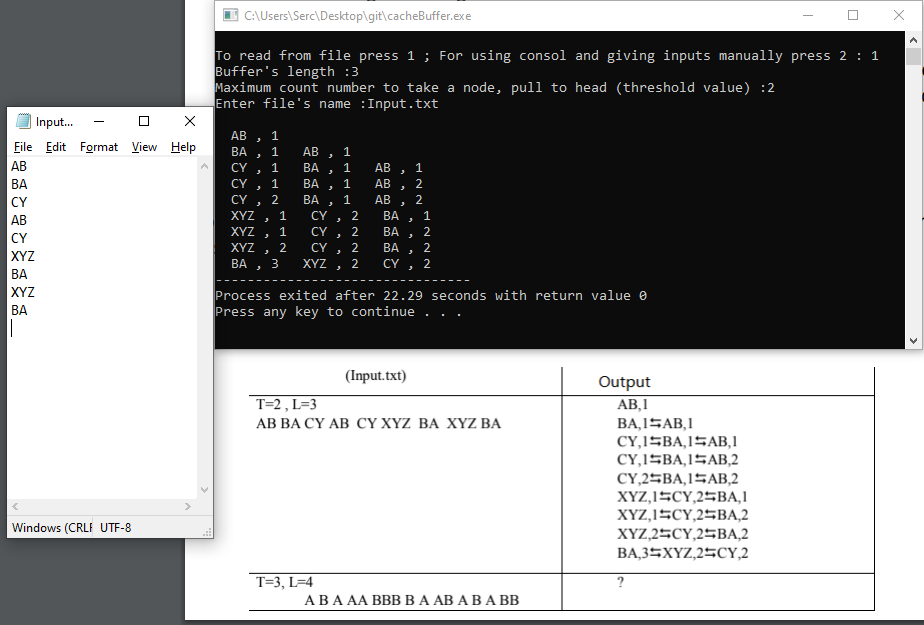 C:\Users\Serc\Desktop\git\cacheBuffer.exe
To read from file press 1 ; For using consol and giving inputs manually press 2 : 1
Buffer's length :3
Maximum count number to take a node, pull to head (threshold value) :2
Enter file's name :Input.txt
AB , 1
BA , 1 AB , 1
CY , 1 BA , 1 AB , 1
CY , 1 BA , 1 AB , 2
CY , 2 BA , 1 AB , 2
XYZ , 1 CY , 2 BA , 1
XYZ , 1 CY , 2 BA , 2
XYZ , 2 CY , 2 BA , 2
BA , 3 XYZ , 2 CY , 2
--------------------------------
Process exited after 22.29 seconds with return value 0
Press any key to continue . . .
Input...
File Edit Format View Help
AB
BA
CY
AB
CY
XYZ
BA
XYZ
BA
Windows (CRLF UTF-8
(Input.txt) Output
T=2 , L=3
AB BA CY AB CY XYZ BA XYZ BA
AB,1
BA,1⇆AB,1
CY,1⇆BA,1⇆AB,1
CY,1⇆BA,1⇆AB,2
CY,2⇆BA,1⇆AB,2
XYZ,1⇆CY,2⇆BA,1
XYZ,1⇆CY,2⇆BA,2
XYZ,2⇆CY,2⇆BA,2
BA,3⇆XYZ,2⇆CY,2
T=3, L=4 ?
A B A AA BBB B A AB A B A BB